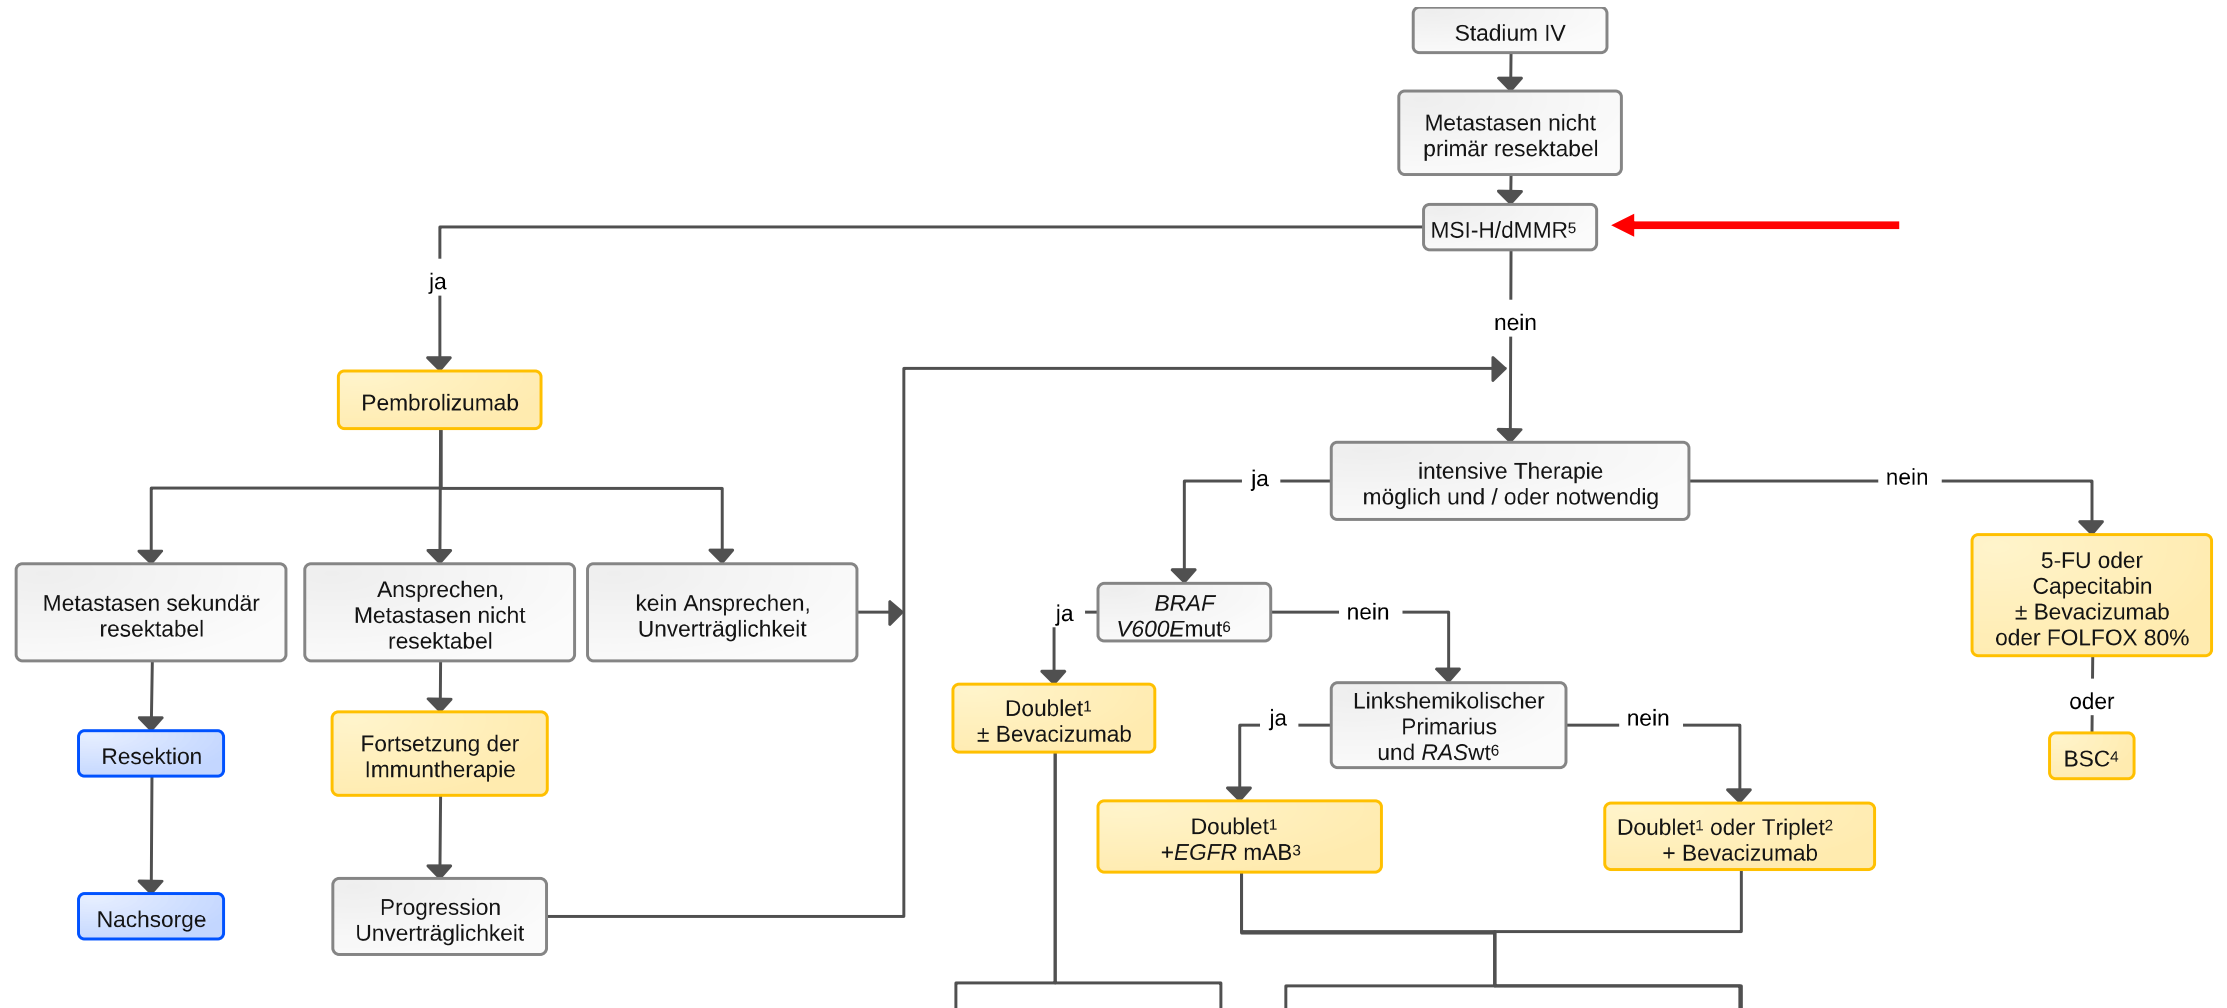 Stadium IV
Metastasen nicht
primär resektabel
MSI-H/dMMR⁵
ja
nein
Pembrolizumab
intensive Therapie
möglich und / oder notwendig
ja
nein
Metastasen sekundär
resektabel
Ansprechen,
Metastasen nicht
resektabel
kein Ansprechen,
Unverträglichkeit
BRAF
V600Emut⁶
ja
nein
5-FU oder
Capecitabin
± Bevacizumab
oder FOLFOX 80%
oder
BSC⁴
Resektion
Fortsetzung der
Immuntherapie
Doublet¹
± Bevacizumab
Linkshemikolischer
Primarius
und RASwt⁶
ja
nein
Doublet¹
+EGFR mAB³
Doublet¹ oder Triplet²
+ Bevacizumab
Nachsorge
Progression
Unverträglichkeit